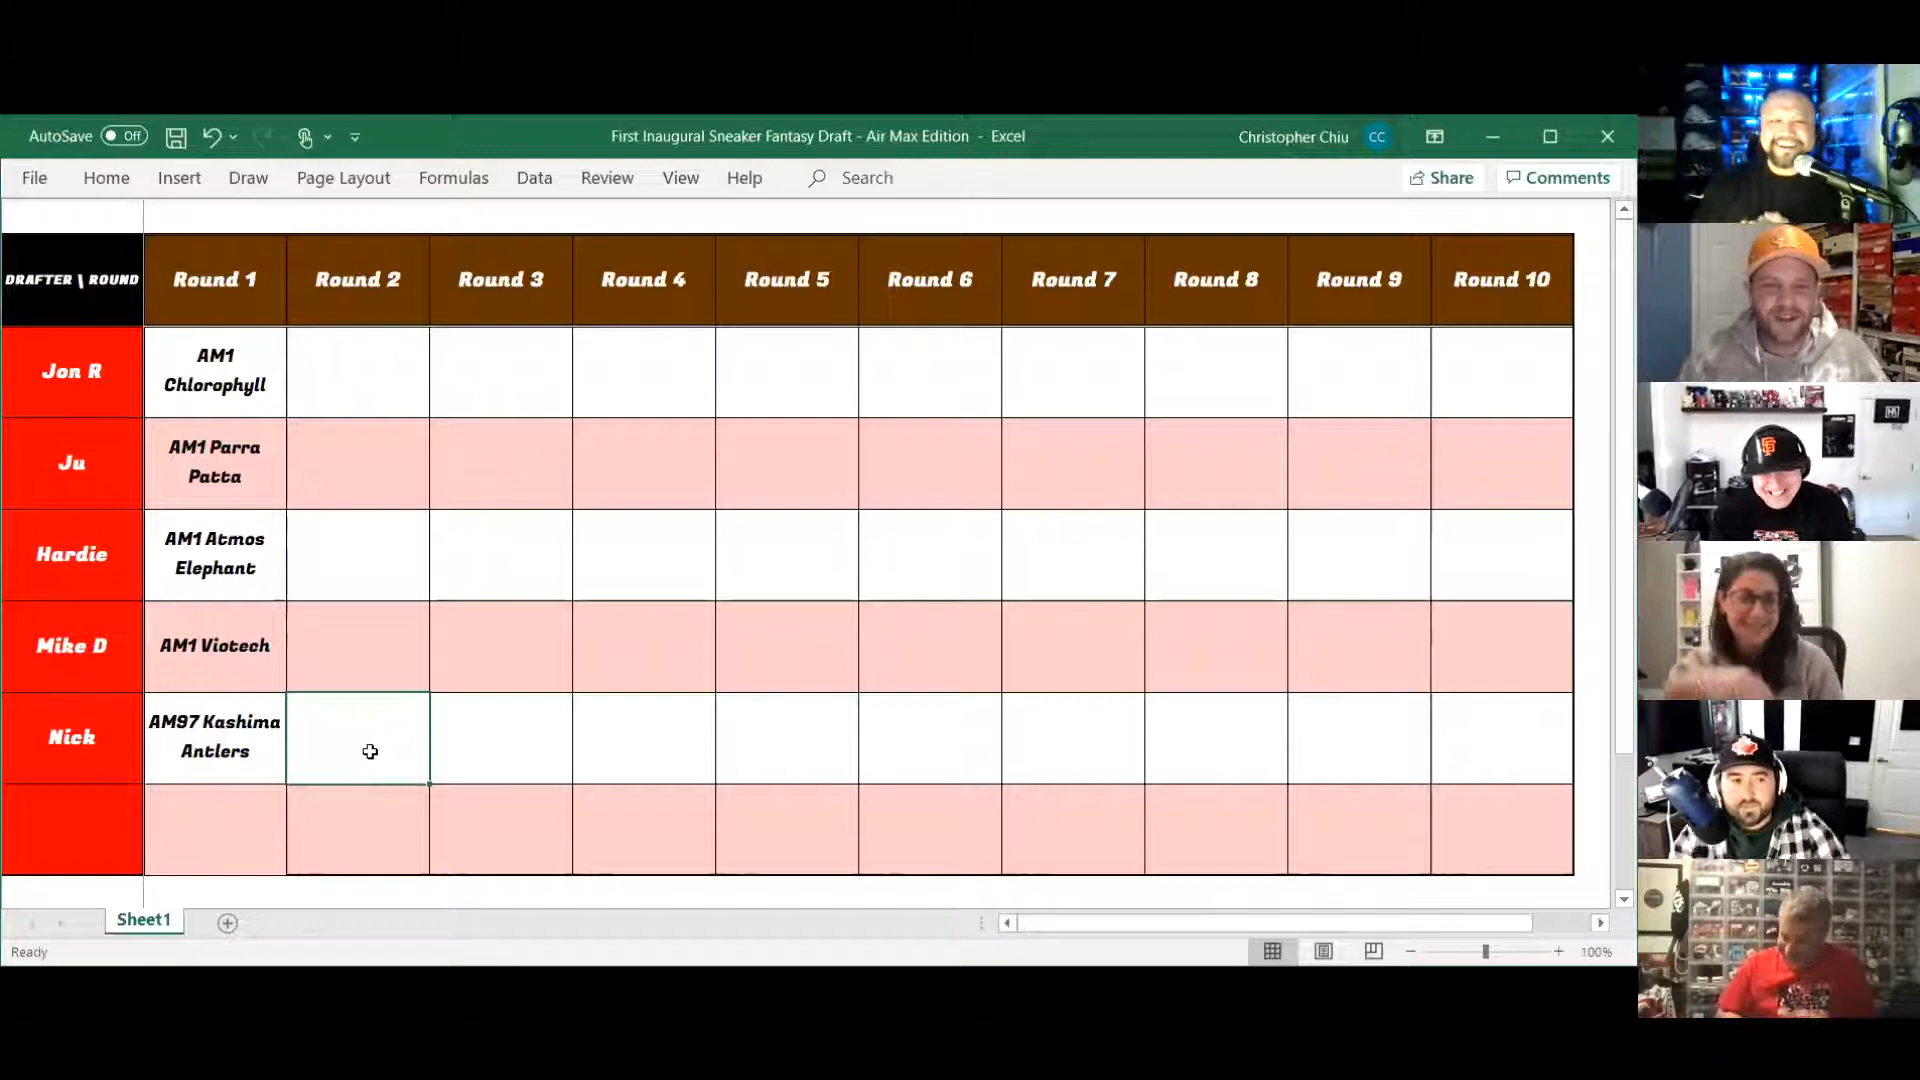 AutoSave Off
First Inaugural Sneaker Fantasy Draft - Air Max Edition - Excel
Christopher Chiu CC
File Home Insert Draw Page Layout Formulas Data Review View Help Search
Share Comments
DRAFTER \ ROUND Round 1 Round 2 Round 3 Round 4 Round 5 Round 6 Round 7 Round 8 Round 9 Round 10
Jon R
AM1
Chlorophyll
Ju
AM1 Parra
Patta
Hardie
AM1 Atmos
Elephant
Mike D
AM1 Viotech
Nick
AM97 Kashima
Antlers
Sheet1
Ready
100%